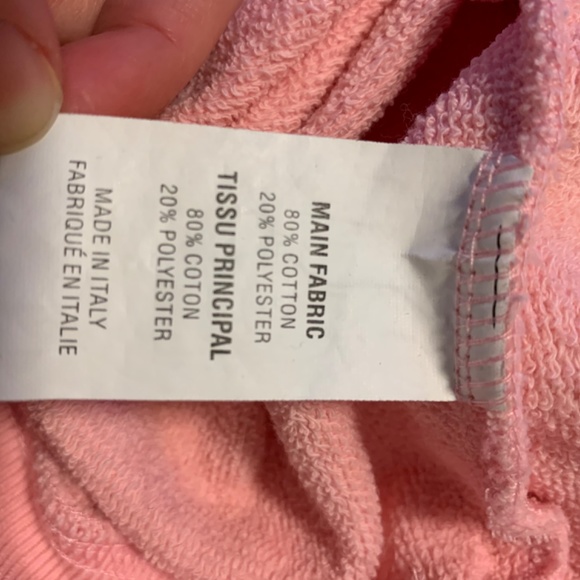 MAIN FABRIC
80% COTTON
20% POLYESTER
TISSU PRINCIPAL
80% COTON
20% POLYESTER
MADE IN ITALY
FABRIQUÉ EN ITALIE